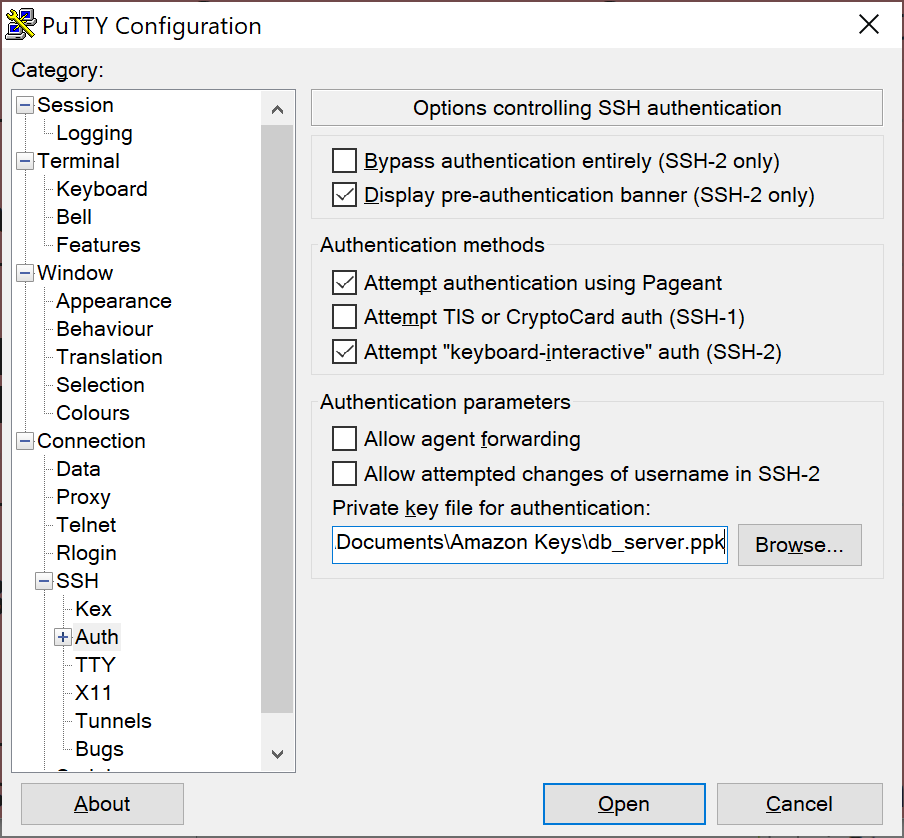 PuTTY Configuration
Category:
Session
Logging
Terminal
Keyboard
Bell
Features
Window
Appearance
Behaviour
Translation
Selection
Colours
Connection
Data
Proxy
Telnet
Rlogin
SSH
Kex
Auth
TTY
X11
Tunnels
Bugs
Options controlling SSH authentication
Bypass authentication entirely (SSH-2 only)
Display pre-authentication banner (SSH-2 only)
Authentication methods
Attempt authentication using Pageant
Attempt TIS or CryptoCard auth (SSH-1)
Attempt "keyboard-interactive" auth (SSH-2)
Authentication parameters
Allow agent forwarding
Allow attempted changes of username in SSH-2
Private key file for authentication:
Documents\Amazon Keys\db_server.ppk
Browse...
About
Open
Cancel